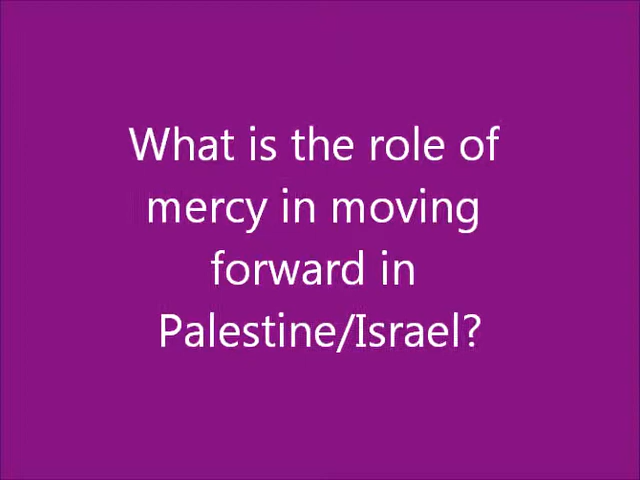 What is the role of
mercy in moving
forward in
Palestine/Israel?